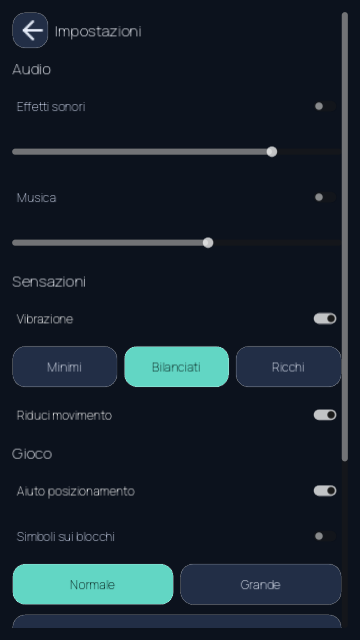 Impostazioni
Audio
Effetti sonori
Musica
Sensazioni
Vibrazione
Minimi
Bilanciati
Ricchi
Riduci movimento
Gioco
Aiuto posizionamento
Simboli sui blocchi
Normale
Grande